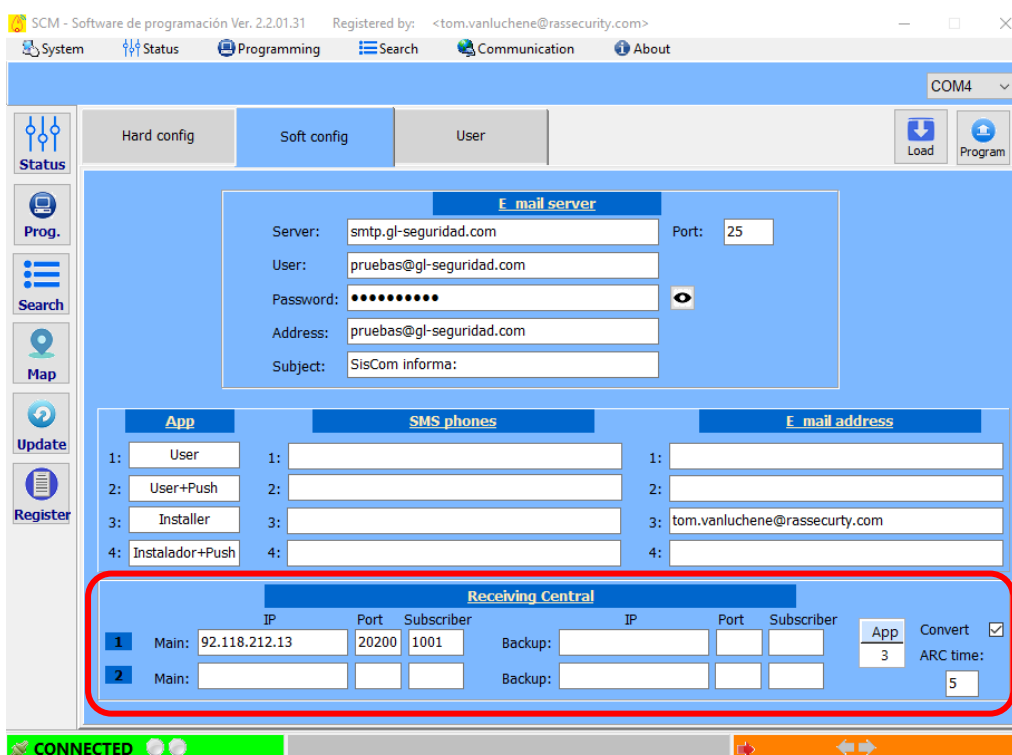 SCM - Software de programación Ver. 2.2.01.31 Registered by: <tom.vanluchene@rassecurity.com>
System Status Programming Search Communication About
COM4
Hard config Soft config User
Load Program
Status
Prog.
Search
Map
Update
Register
E_mail server
Server: smtp.gl-seguridad.com Port: 25
User: pruebas@gl-seguridad.com
Password: ●●●●●●●●●●
Address: pruebas@gl-seguridad.com
Subject: SisCom informa:
App SMS phones E_mail address
1: User 1: 1:
2: User+Push 2: 2:
3: Installer 3: 3: tom.vanluchene@rassecurty.com
4: Instalador+Push 4: 4:
Receiving Central
IP Port Subscriber IP Port Subscriber
1 Main: 92.118.212.13 20200 1001 Backup: App Convert
3 ARC time:
2 Main: Backup: 5
CONNECTED